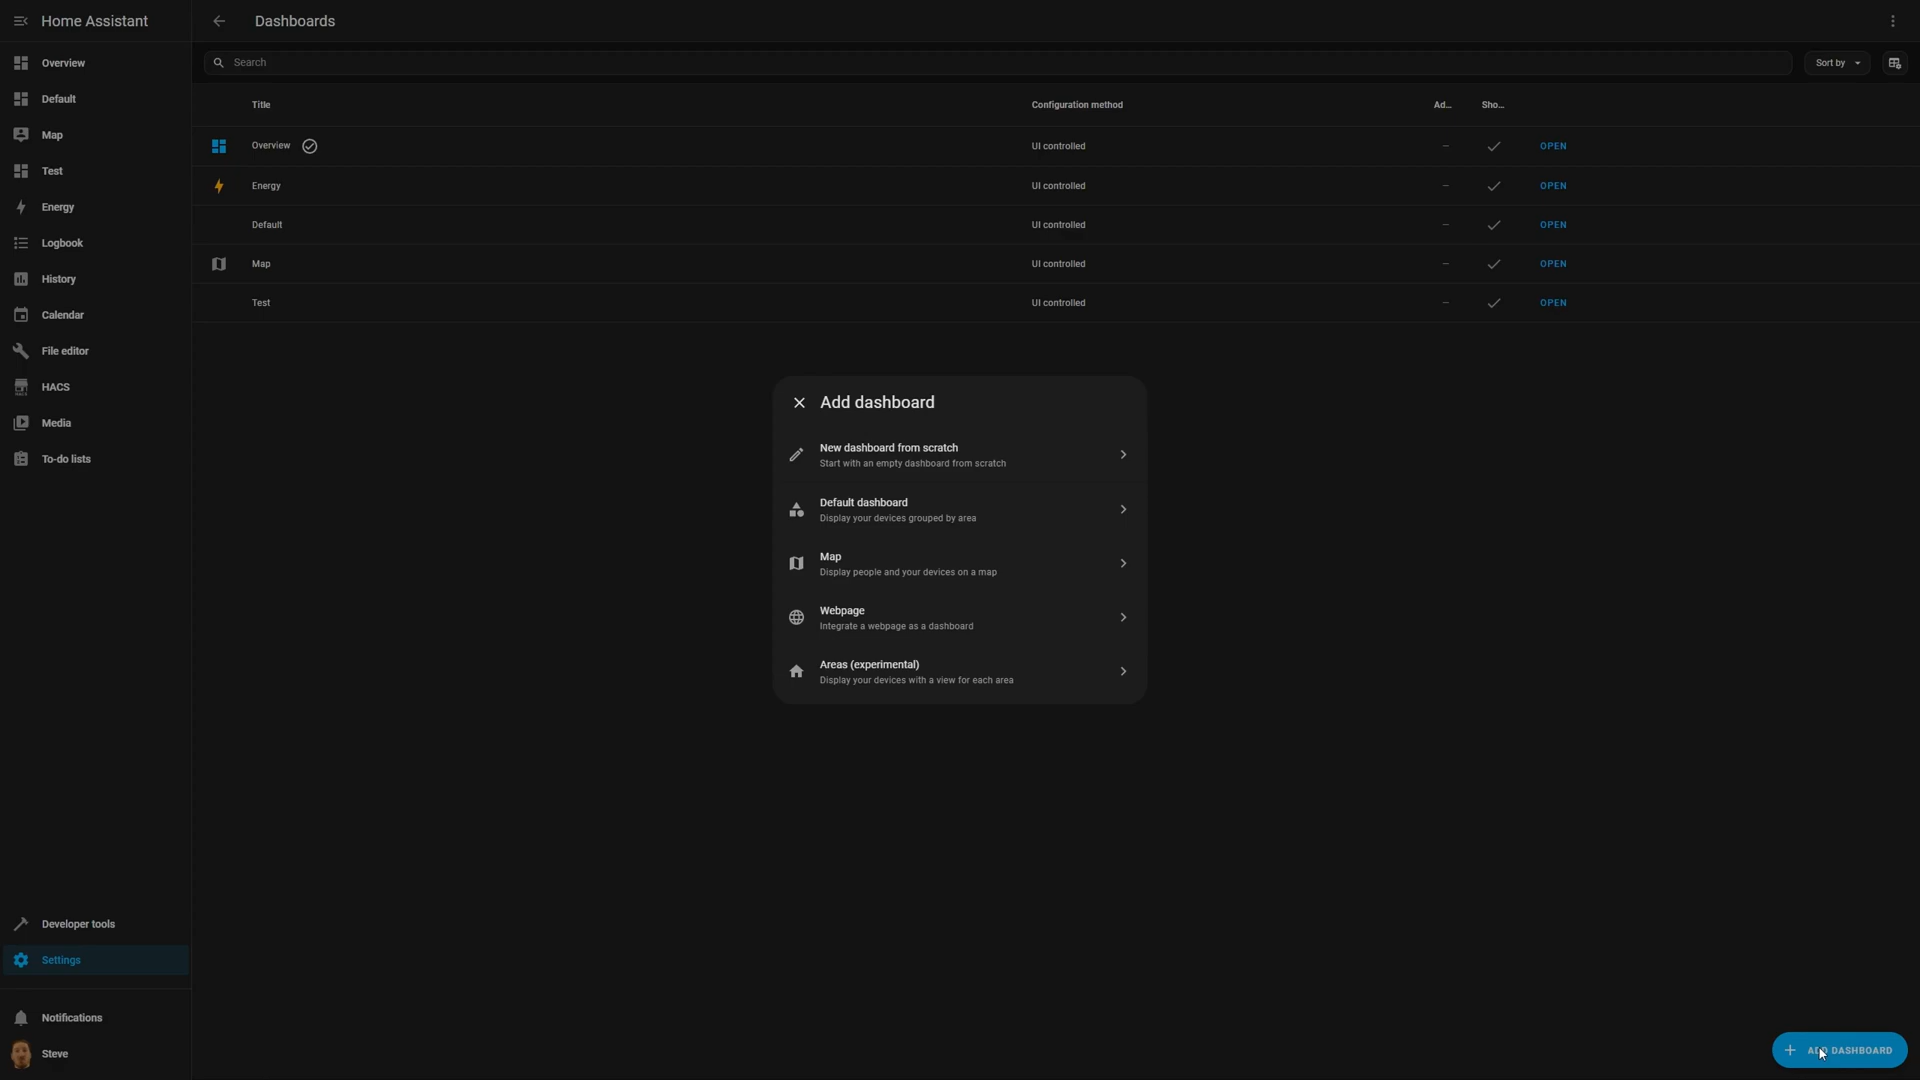 Home Assistant
Dashboards
Overview
Default
Map
Test
Energy
Logbook
History
Calendar
File editor
HACS
Media
To-do lists
Developer tools
Settings
Notifications
Steve
Search
Sort by
Title Configuration method Ad... Sho...
Overview UI controlled – OPEN
Energy UI controlled – OPEN
Default UI controlled – OPEN
Map UI controlled – OPEN
Test UI controlled – OPEN
Add dashboard
New dashboard from scratch
Start with an empty dashboard from scratch
Default dashboard
Display your devices grouped by area
Map
Display people and your devices on a map
Webpage
Integrate a webpage as a dashboard
Areas (experimental)
Display your devices with a view for each area
ADD DASHBOARD